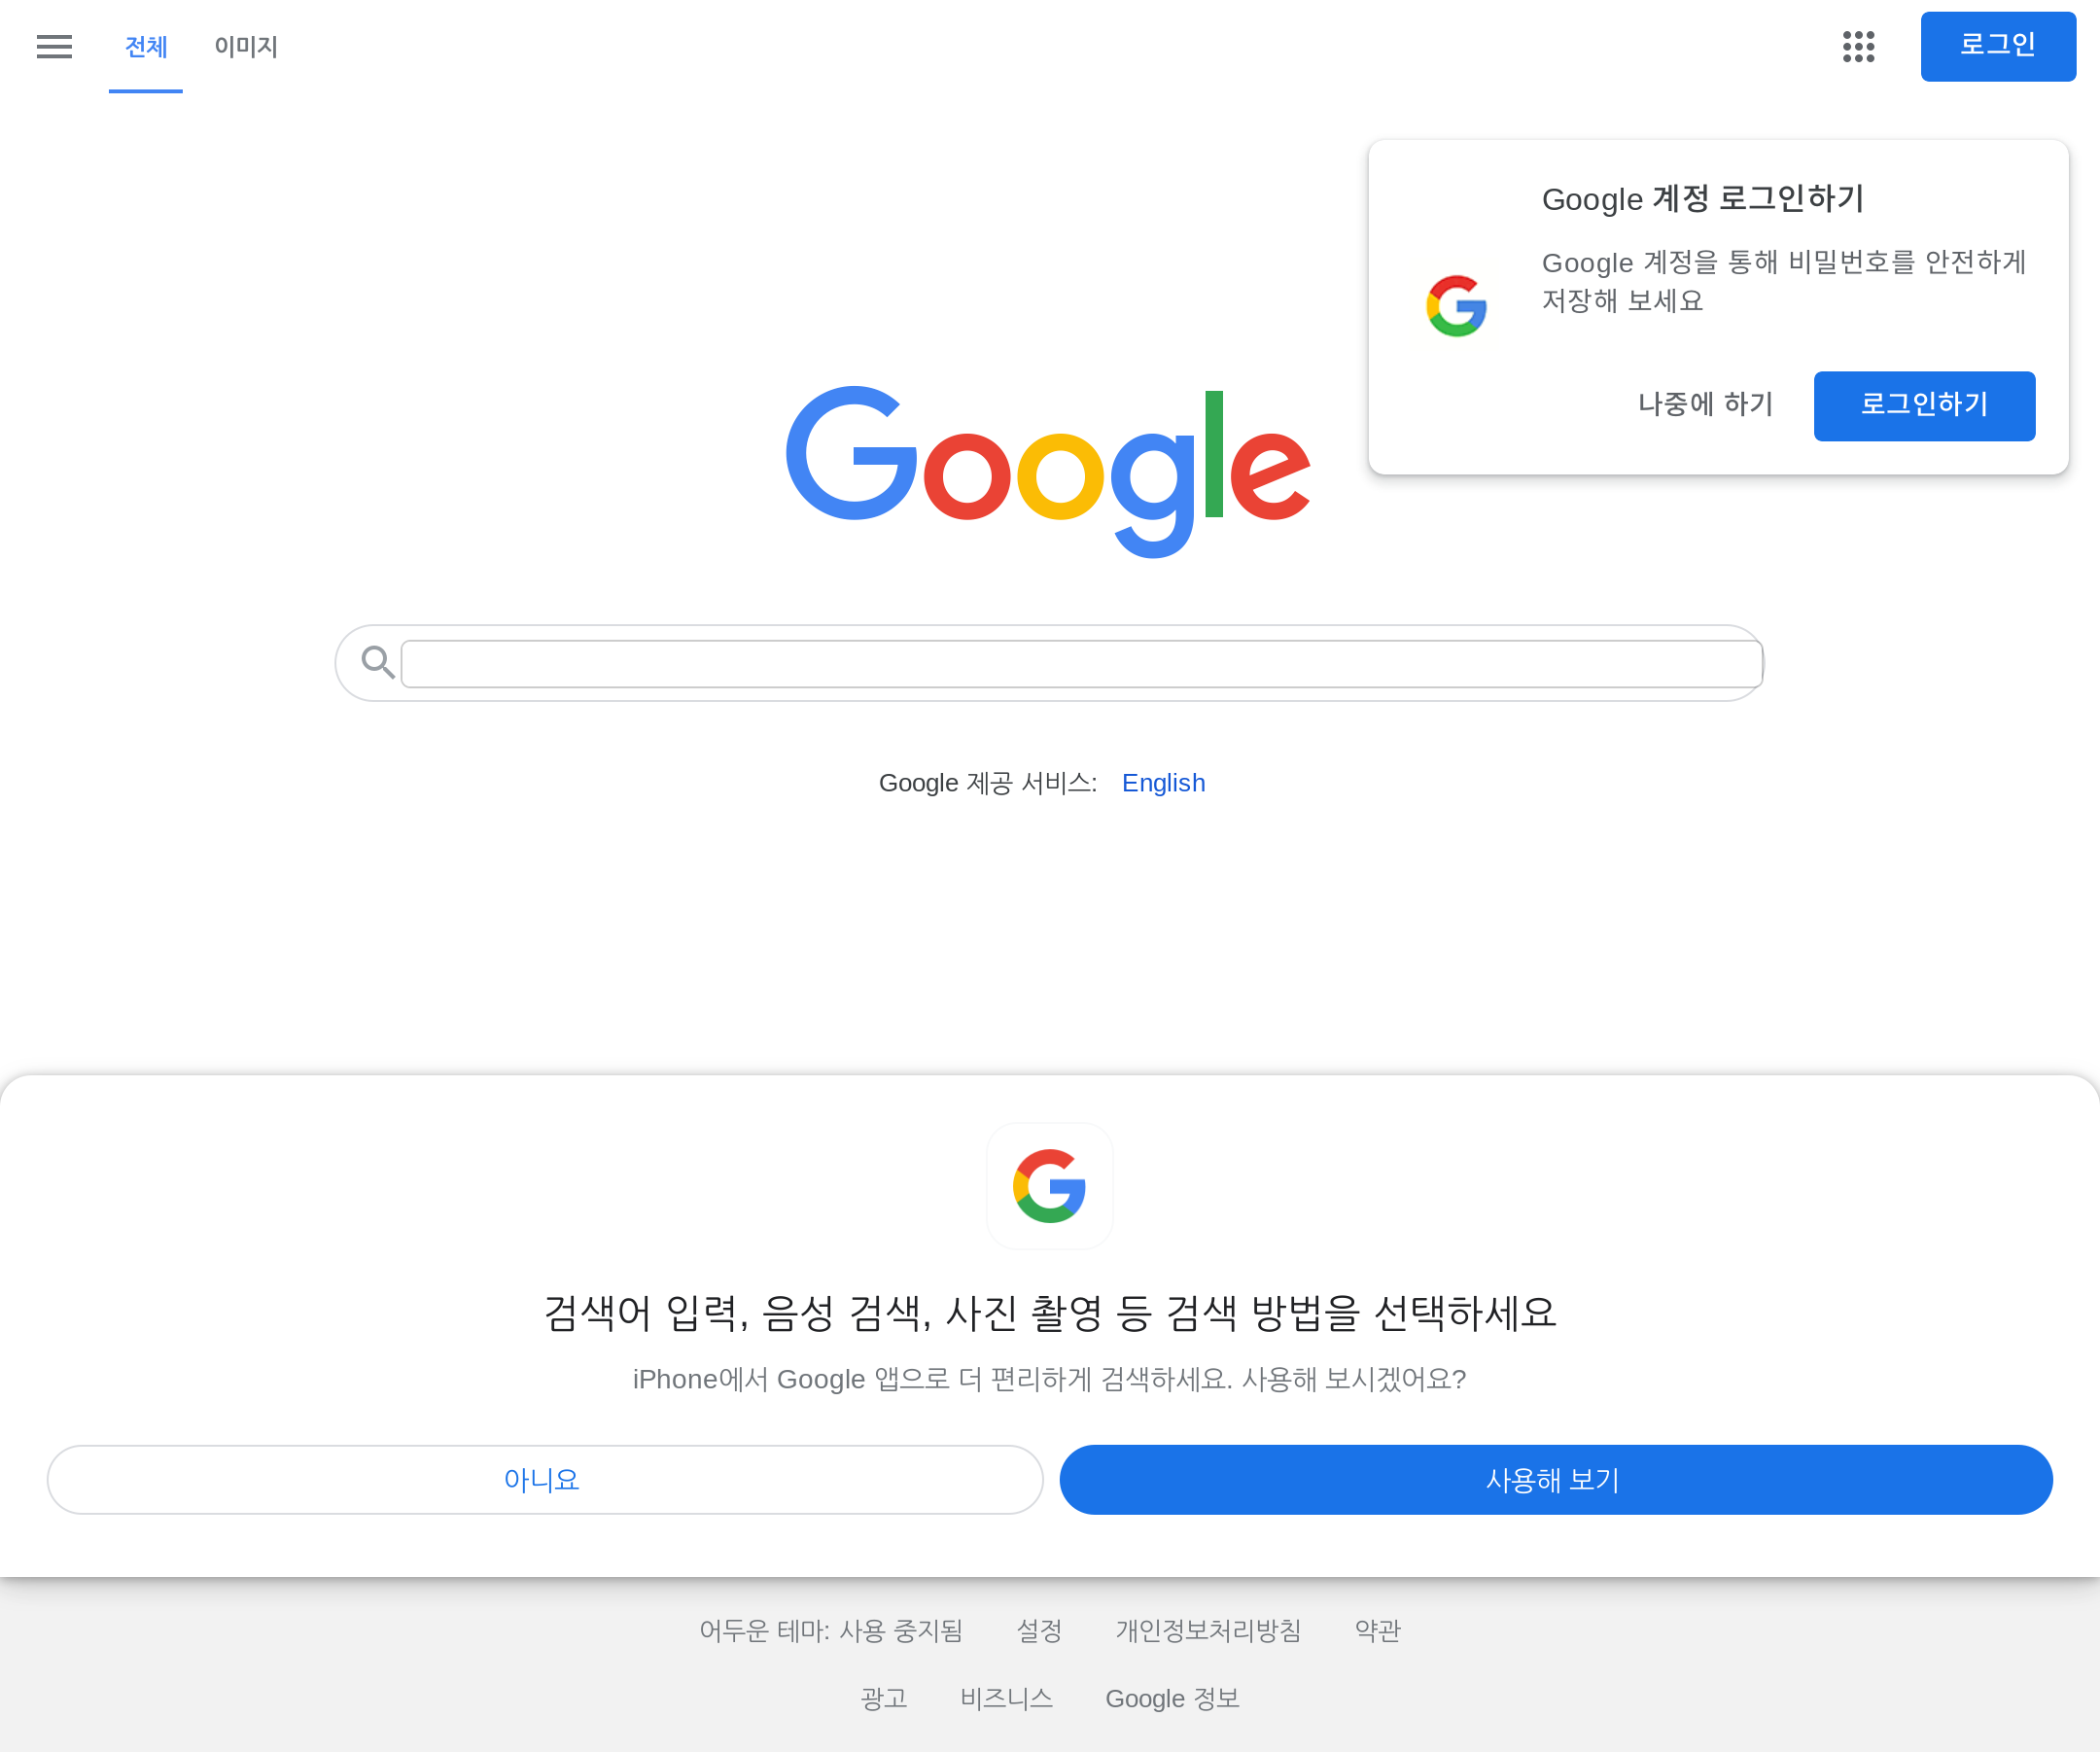 전체 이미지 로그인
Google 계정 로그인하기
Google 계정을 통해 비밀번호를 안전하게
저장해 보세요
나중에 하기 로그인하기
Google
Google 제공 서비스: English
검색어 입력, 음성 검색, 사진 촬영 등 검색 방법을 선택하세요
iPhone에서 Google 앱으로 더 편리하게 검색하세요. 사용해 보시겠어요?
아니요 사용해 보기
어두운 테마: 사용 중지됨 설정 개인정보처리방침 약관
광고 비즈니스 Google 정보